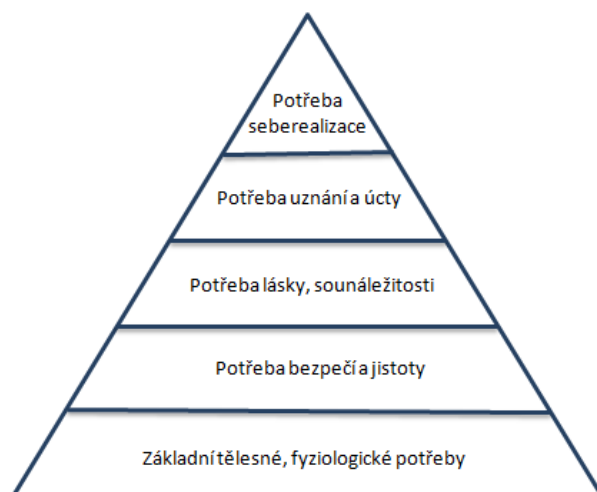 Potřeba
seberealizace
Potřeba uznání a úcty
Potřeba lásky, sounáležitosti
Potřeba bezpečí a jistoty
Základní tělesné, fyziologické potřeby